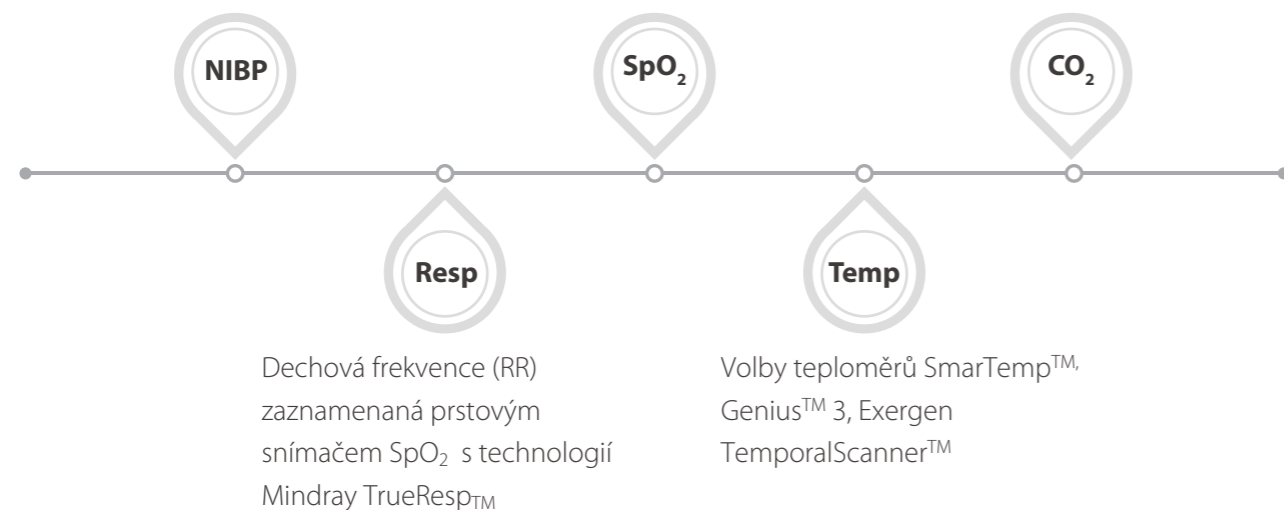 NIBP
SpO₂
CO₂
Resp
Temp
Dechová frekvence (RR)
zaznamenaná prstovým
snímačem SpO₂ s technologií
Mindray TrueResp™
Volby teploměrů SmarTemp™,
Genius™ 3, Exergen
TemporalScanner™